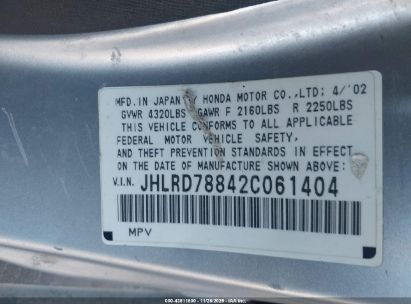 MFD.IN JAPAN BY HONDA MOTOR CO.,LTD; 4/'02
GVWR 4320LBS GAWR F 2160LBS R 2250LBS
THIS VEHICLE CONFORMS TO ALL APPLICABLE
FEDERAL MOTOR VEHICLE SAFETY,
AND THEFT PREVENTION STANDARDS IN EFFECT
ON THE DATE OF MANUFACTURE SHOWN ABOVE.
V.I.N. JHLRD78842C061404
MPV